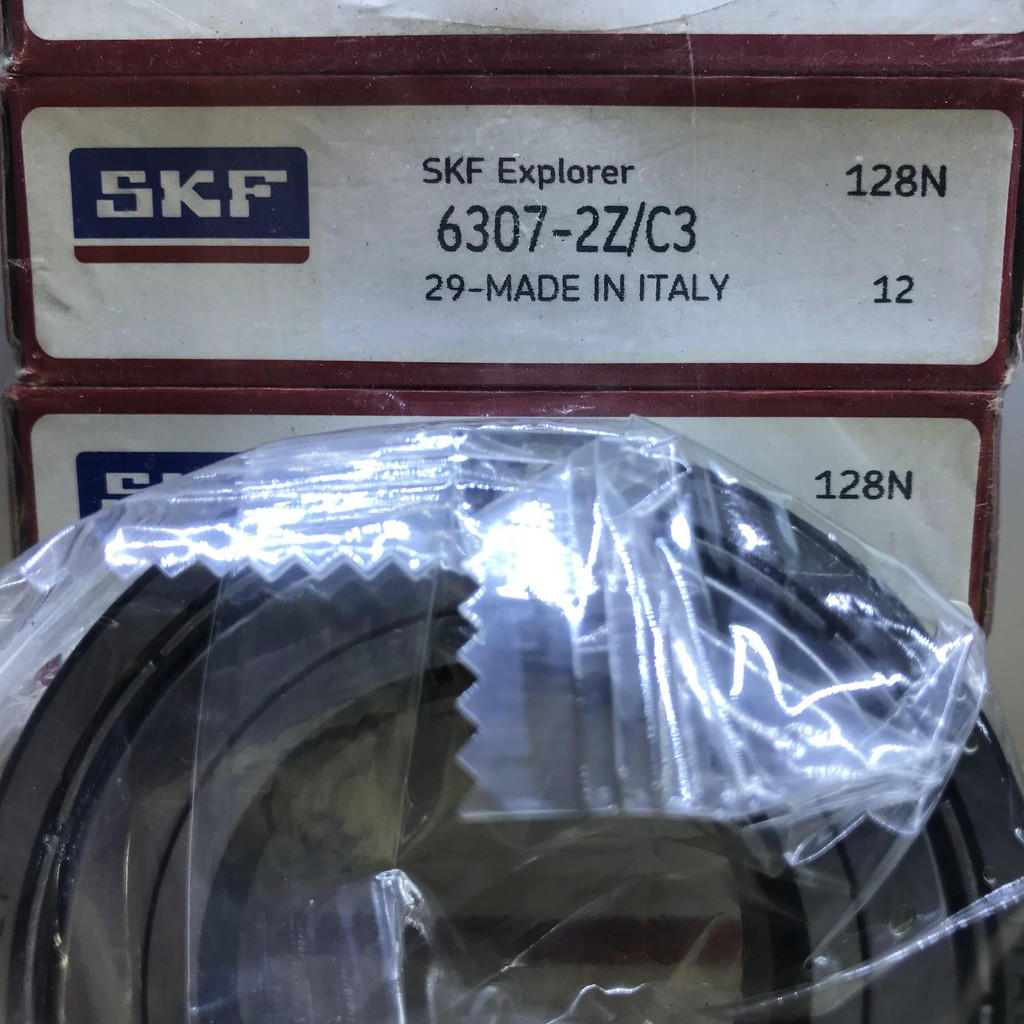 SKF
SKF Explorer
6307-2Z/C3
29-MADE IN ITALY
128N
12
128N